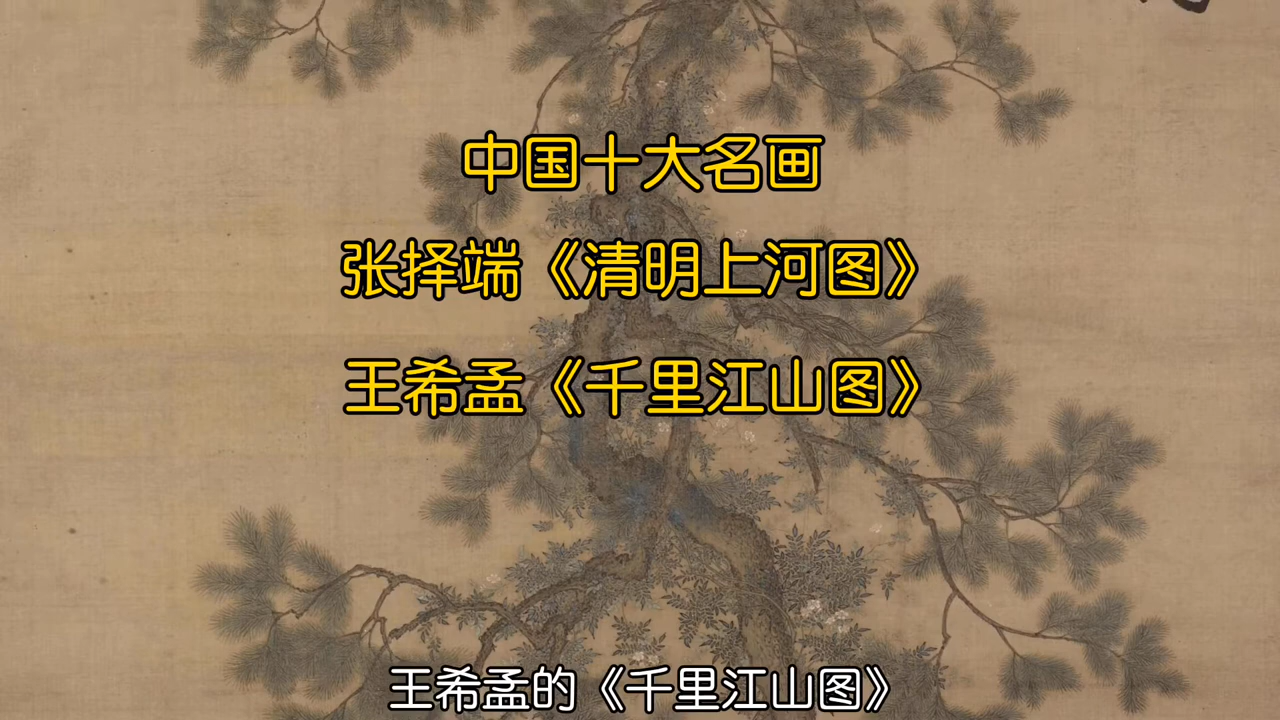 中国十大名画
张择端《清明上河图》
王希孟《千里江山图》
王希孟的《千里江山图》